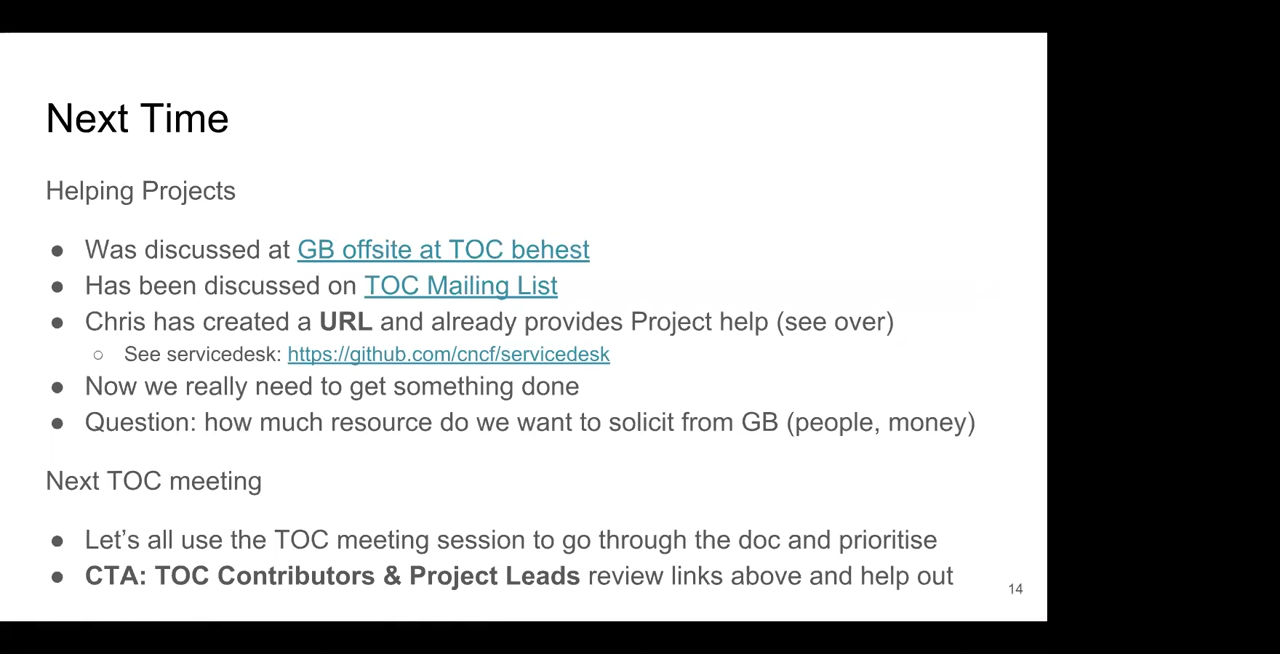 Next Time
Helping Projects
● Was discussed at GB offsite at TOC behest
● Has been discussed on TOC Mailing List
● Chris has created a URL and already provides Project help (see over)
○ See servicedesk: https://github.com/cncf/servicedesk
● Now we really need to get something done
● Question: how much resource do we want to solicit from GB (people, money)
Next TOC meeting
● Let’s all use the TOC meeting session to go through the doc and prioritise
● CTA: TOC Contributors & Project Leads review links above and help out
14